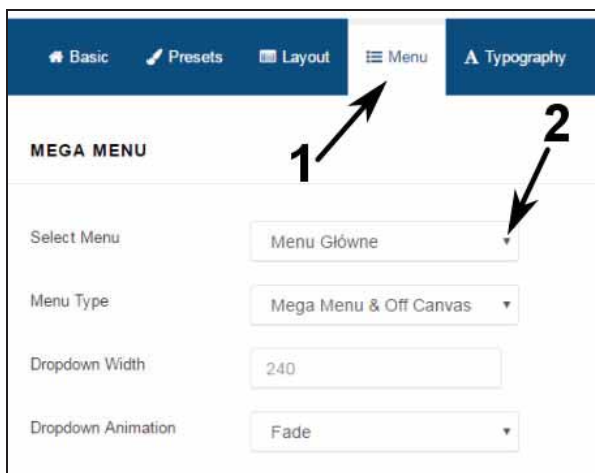 Basic Presets Layout Menu A Typography
1 2
MEGA MENU
Select Menu Menu Główne
Menu Type Mega Menu & Off Canvas
Dropdown Width 240
Dropdown Animation Fade